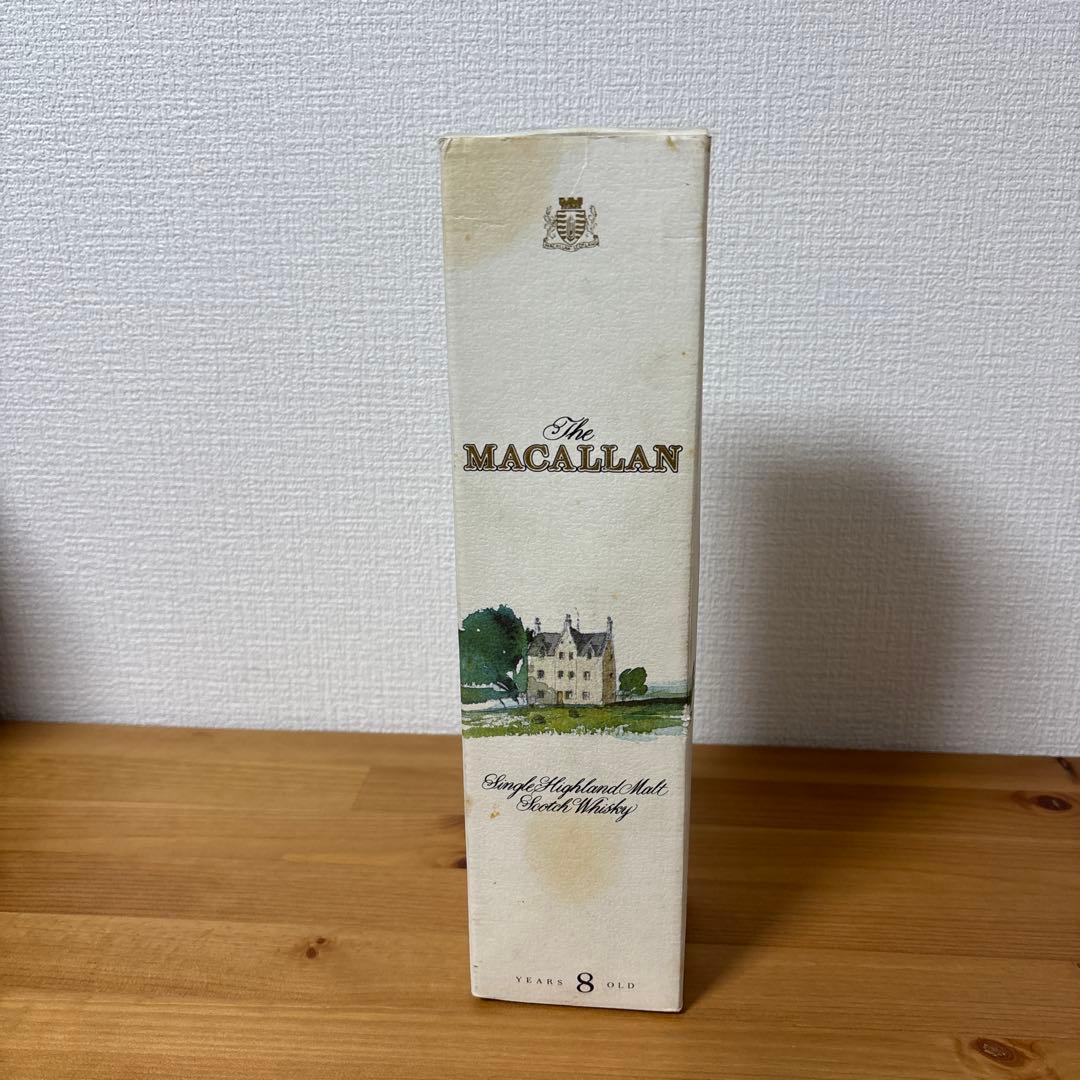 The
MACALLAN
Single Highland Malt
Scotch Whisky
YEARS 8 OLD